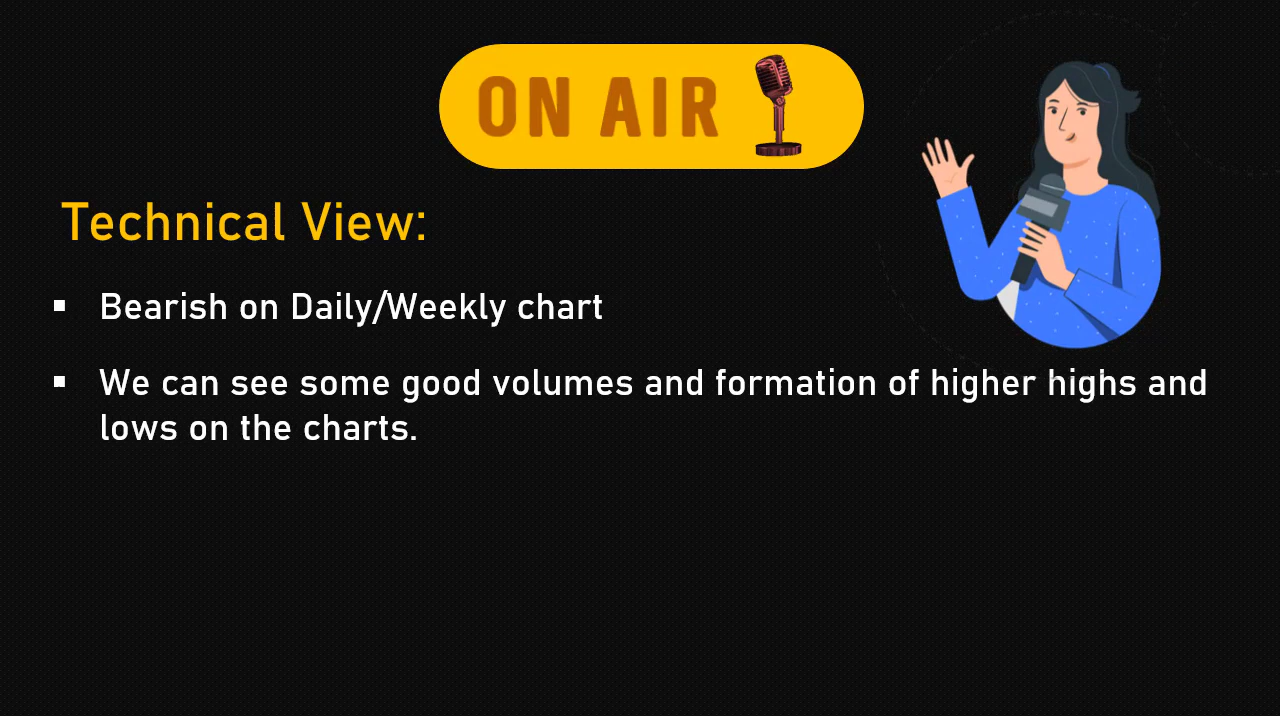 ON AIR
Technical View:
▪ Bearish on Daily/Weekly chart
▪ We can see some good volumes and formation of higher highs and
lows on the charts.